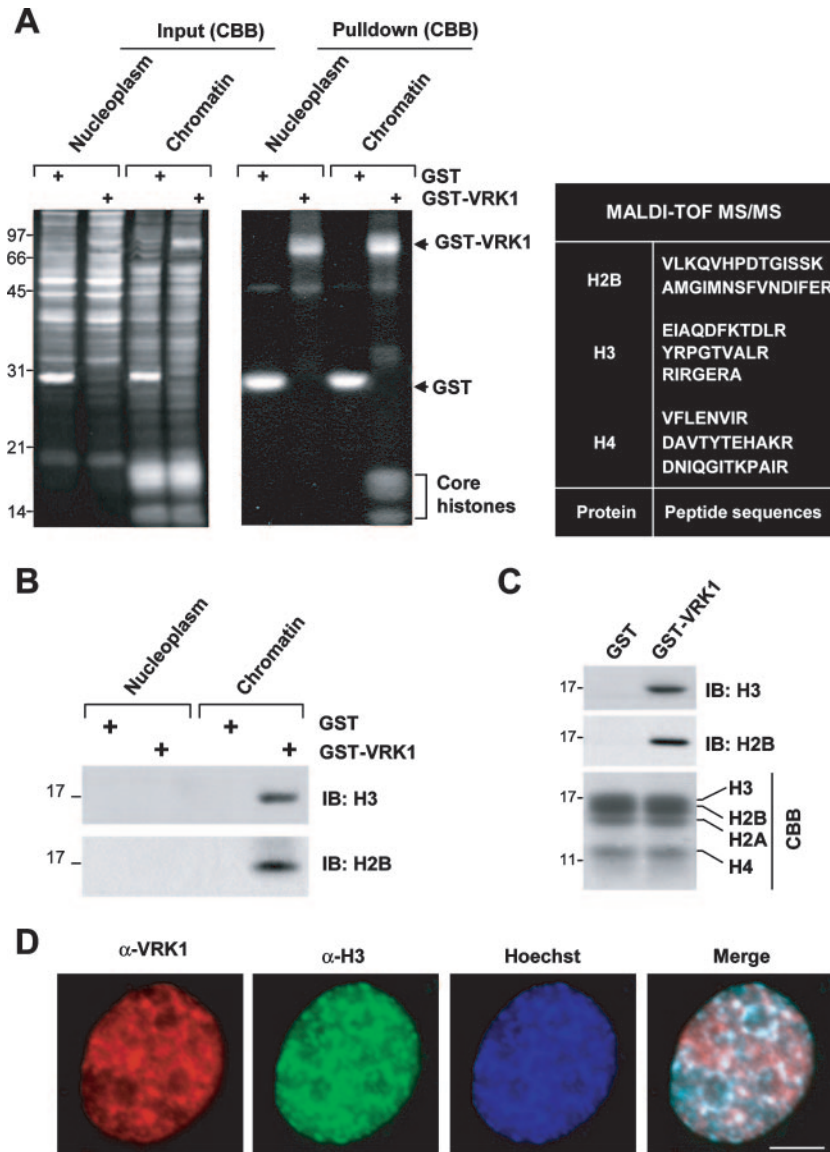 A
Input (CBB)
Pulldown (CBB)
Nucleoplasm
Chromatin
Nucleoplasm
Chromatin
+ + + + GST
+ + + + GST-VRK1
97
66
45
31
21
14
GST-VRK1
GST
Core
histones
MALDI-TOF MS/MS
H2B
VLKQVHPDTGISSK
AMGIMNSFVNDIFER
H3
EIAQDFKTDLR
YRPGTVALR
RIRGERA
H4
VFLENVIR
DAVTYTEHAKR
DNIQGITKPAIR
Protein
Peptide sequences
B
Nucleoplasm
Chromatin
+ + GST
+ + GST-VRK1
17
IB: H3
17
IB: H2B
C
GST
GST-VRK1
17
IB: H3
17
IB: H2B
17
11
H3
H2B
H2A
H4
CBB
D
α-VRK1
α-H3
Hoechst
Merge